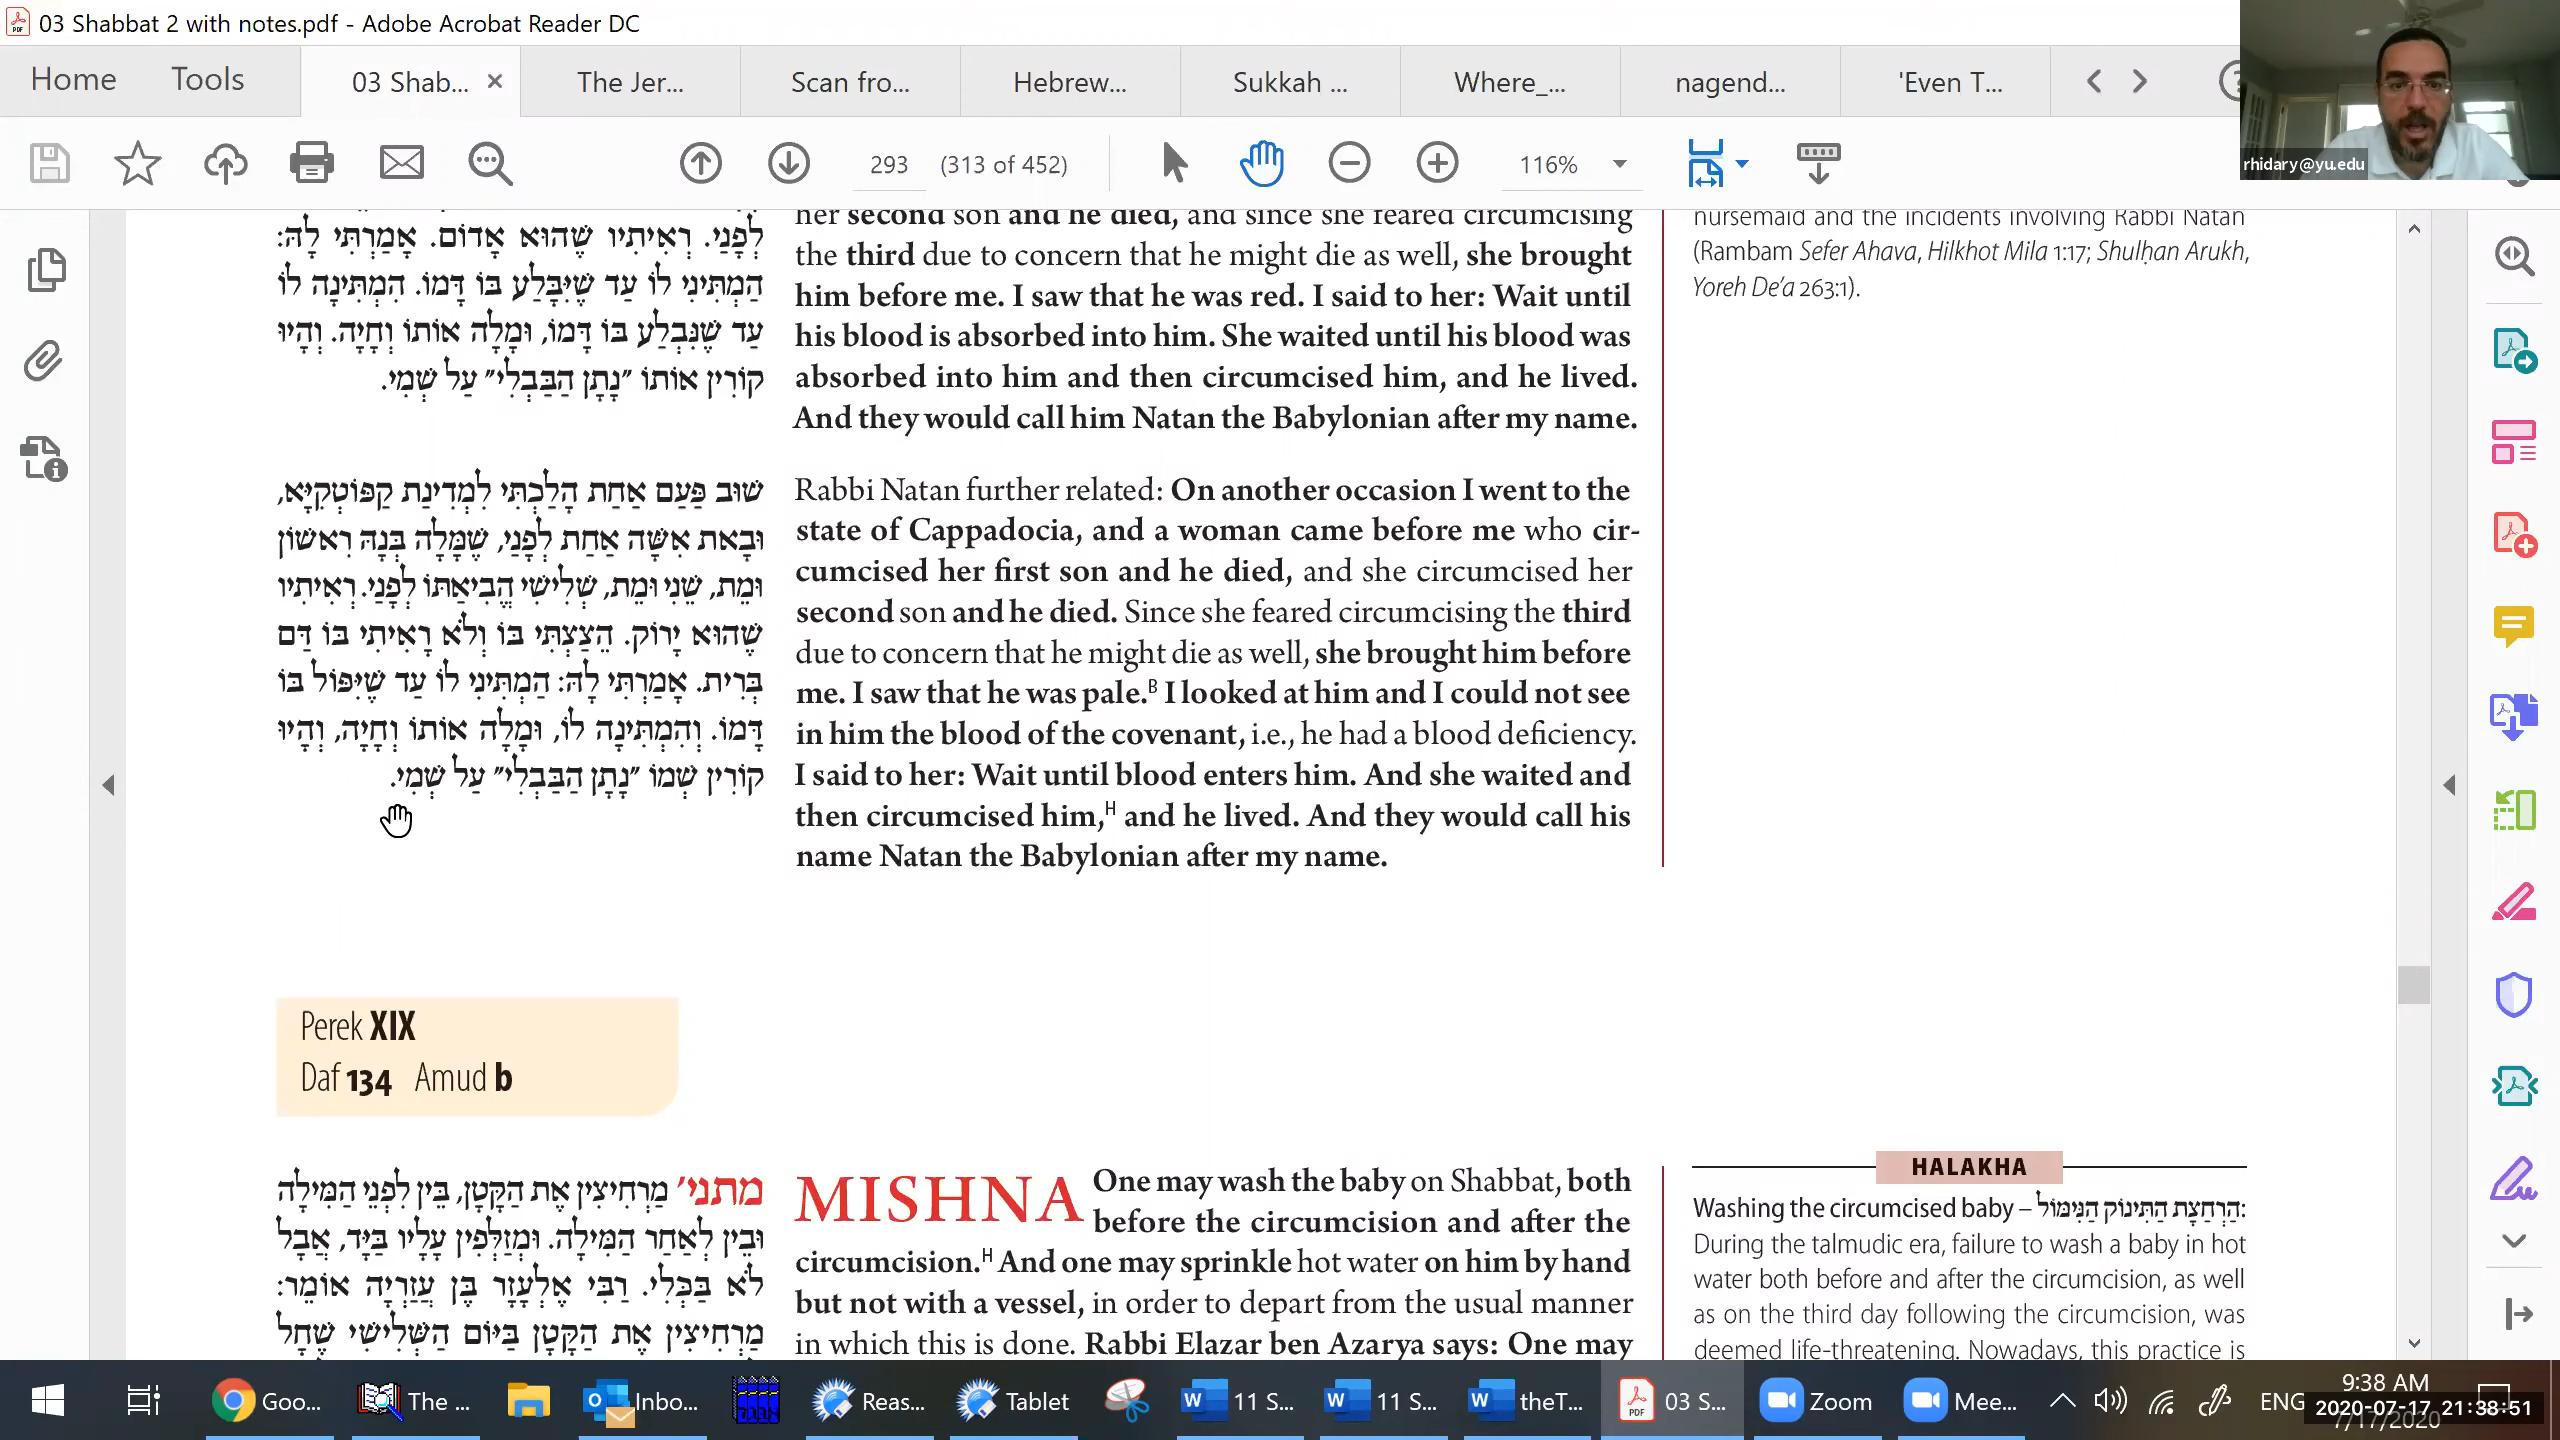 03 Shabbat 2 with notes.pdf - Adobe Acrobat Reader DC
Home Tools 03 Shab... The Jer... Scan fro... Hebrew... Sukkah ... Where_... nagend... 'Even T...
293 (313 of 452) 116%
rhidary@yu.edu
לְפָנַי. רְאִיתִיו שֶׁהוּא אָדוֹם. אָמַרְתִּי לָהּ:
הַמְתִּינִי לוֹ עַד שֶׁיִּבָּלַע בּוֹ דָּמוֹ. הִמְתִּינָה לוֹ
עַד שֶׁנִּבְלַע בּוֹ דָּמוֹ, וּמָלָה אוֹתוֹ וְחָיָה. וְהָיוּ
קוֹרִין אוֹתוֹ ״נָתָן הַבַּבְלִי״ עַל שְׁמִי.
her second son and he died, and since she feared circumcising
the third due to concern that he might die as well, she brought
him before me. I saw that he was red. I said to her: Wait until
his blood is absorbed into him. She waited until his blood was
absorbed into him and then circumcised him, and he lived.
And they would call him Natan the Babylonian after my name.
nursemaid and the incidents involving Rabbi Natan
(Rambam Sefer Ahava, Hilkhot Mila 1:17; Shulḥan Arukh,
Yoreh De'a 263:1).
שׁוּב פַּעַם אַחַת הָלַכְתִּי לִמְדִינַת קַפּוֹטְקִיָּא,
וּבָאת אִשָּׁה אַחַת לְפָנַי, שֶׁמָּלָה בְּנָהּ רִאשׁוֹן
וּמֵת, שֵׁנִי וּמֵת, שְׁלִישִׁי הֱבִיאַתּוּ לְפָנַי. רְאִיתִיו
שֶׁהוּא יָרוֹק. הֵצַצְתִּי בּוֹ וְלֹא רָאִיתִי בּוֹ דַּם
בְּרִית. אָמַרְתִּי לָהּ: הַמְתִּינִי לוֹ עַד שֶׁיִּפּוֹל בּוֹ
דָּמוֹ. וְהִמְתִּינָה לוֹ, וּמָלָה אוֹתוֹ וְחָיָה, וְהָיוּ
קוֹרִין שְׁמוֹ ״נָתָן הַבַּבְלִי״ עַל שְׁמִי.
Rabbi Natan further related: On another occasion I went to the
state of Cappadocia, and a woman came before me who cir-
cumcised her first son and he died, and she circumcised her
second son and he died. Since she feared circumcising the third
due to concern that he might die as well, she brought him before
me. I saw that he was pale.B I looked at him and I could not see
in him the blood of the covenant, i.e., he had a blood deficiency.
I said to her: Wait until blood enters him. And she waited and
then circumcised him,H and he lived. And they would call his
name Natan the Babylonian after my name.
Perek XIX
Daf 134 Amud b
מתני׳ מַרְחִיצִין אֶת הַקָּטָן, בֵּין לִפְנֵי הַמִּילָה
וּבֵין לְאַחַר הַמִּילָה. וּמְזַלְּפִין עָלָיו בַּיָּד, אֲבָל
לֹא בַּכְּלִי. רַבִּי אֶלְעָזָר בֶּן עֲזַרְיָה אוֹמֵר:
מַרְחִיצִין אֶת הַקָּטָן בַּיּוֹם הַשְּׁלִישִׁי שֶׁחָל
MISHNA One may wash the baby on Shabbat, both
before the circumcision and after the
circumcision.H And one may sprinkle hot water on him by hand
but not with a vessel, in order to depart from the usual manner
in which this is done. Rabbi Elazar ben Azarya says: One may
HALAKHA
Washing the circumcised baby – הַרְחָצַת הַתִּינוֹק הַנִּימּוֹל:
During the talmudic era, failure to wash a baby in hot
water both before and after the circumcision, as well
as on the third day following the circumcision, was
deemed life-threatening. Nowadays, this practice is
Goo... The ... Inbo... Reas... Tablet 11 S... 11 S... theT... 03 S... Zoom Mee... ENG
9:38 AM
2020-07-17 21:38:51